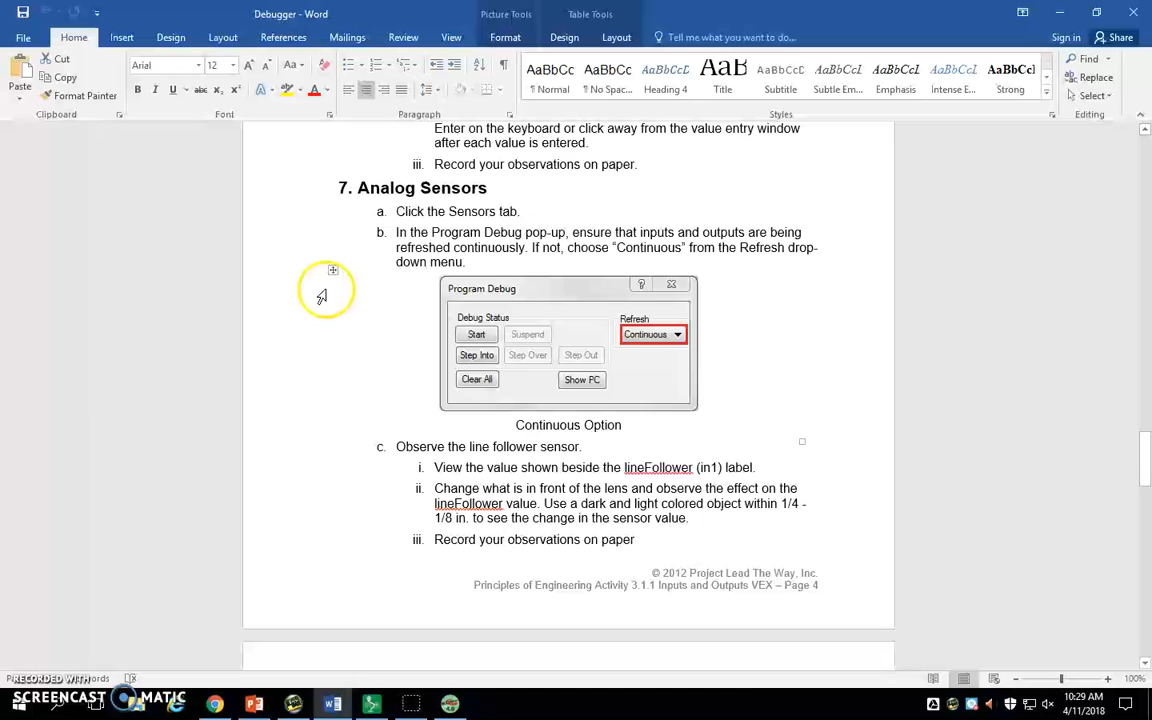 Debugger - Word
Picture Tools
Table Tools
File
Home
Insert
Design
Layout
References
Mailings
Review
View
Format
Design
Layout
Tell me what you want to do...
Sign in
Share
Paste
Cut
Copy
Format Painter
Clipboard
Arial
12
Font
Paragraph
AaBbCc
AaBbCc
AaBbCcD
AaB
AaBbCcD
AaBbCcD
AaBbCcD
AaBbCcD
AaBbCc
¶ Normal
¶ No Spac...
Heading 4
Title
Subtitle
Subtle Em...
Emphasis
Intense E...
Strong
Styles
Find
Replace
Select
Editing
Enter on the keyboard or click away from the value entry window
after each value is entered.
iii. Record your observations on paper.
7. Analog Sensors
a. Click the Sensors tab.
b. In the Program Debug pop-up, ensure that inputs and outputs are being
refreshed continuously. If not, choose “Continuous” from the Refresh drop-
down menu.
Program Debug
Debug Status
Refresh
Start
Suspend
Continuous
Step Into
Step Over
Step Out
Clear All
Show PC
Continuous Option
c. Observe the line follower sensor.
i. View the value shown beside the lineFollower (in1) label.
ii. Change what is in front of the lens and observe the effect on the
lineFollower value. Use a dark and light colored object within 1/4 -
1/8 in. to see the change in the sensor value.
iii. Record your observations on paper
© 2012 Project Lead The Way, Inc.
Principles of Engineering Activity 3.1.1 Inputs and Outputs VEX – Page 4
100%
RECORDED WITH
SCREENCAST MATIC
10:29 AM
4/11/2018